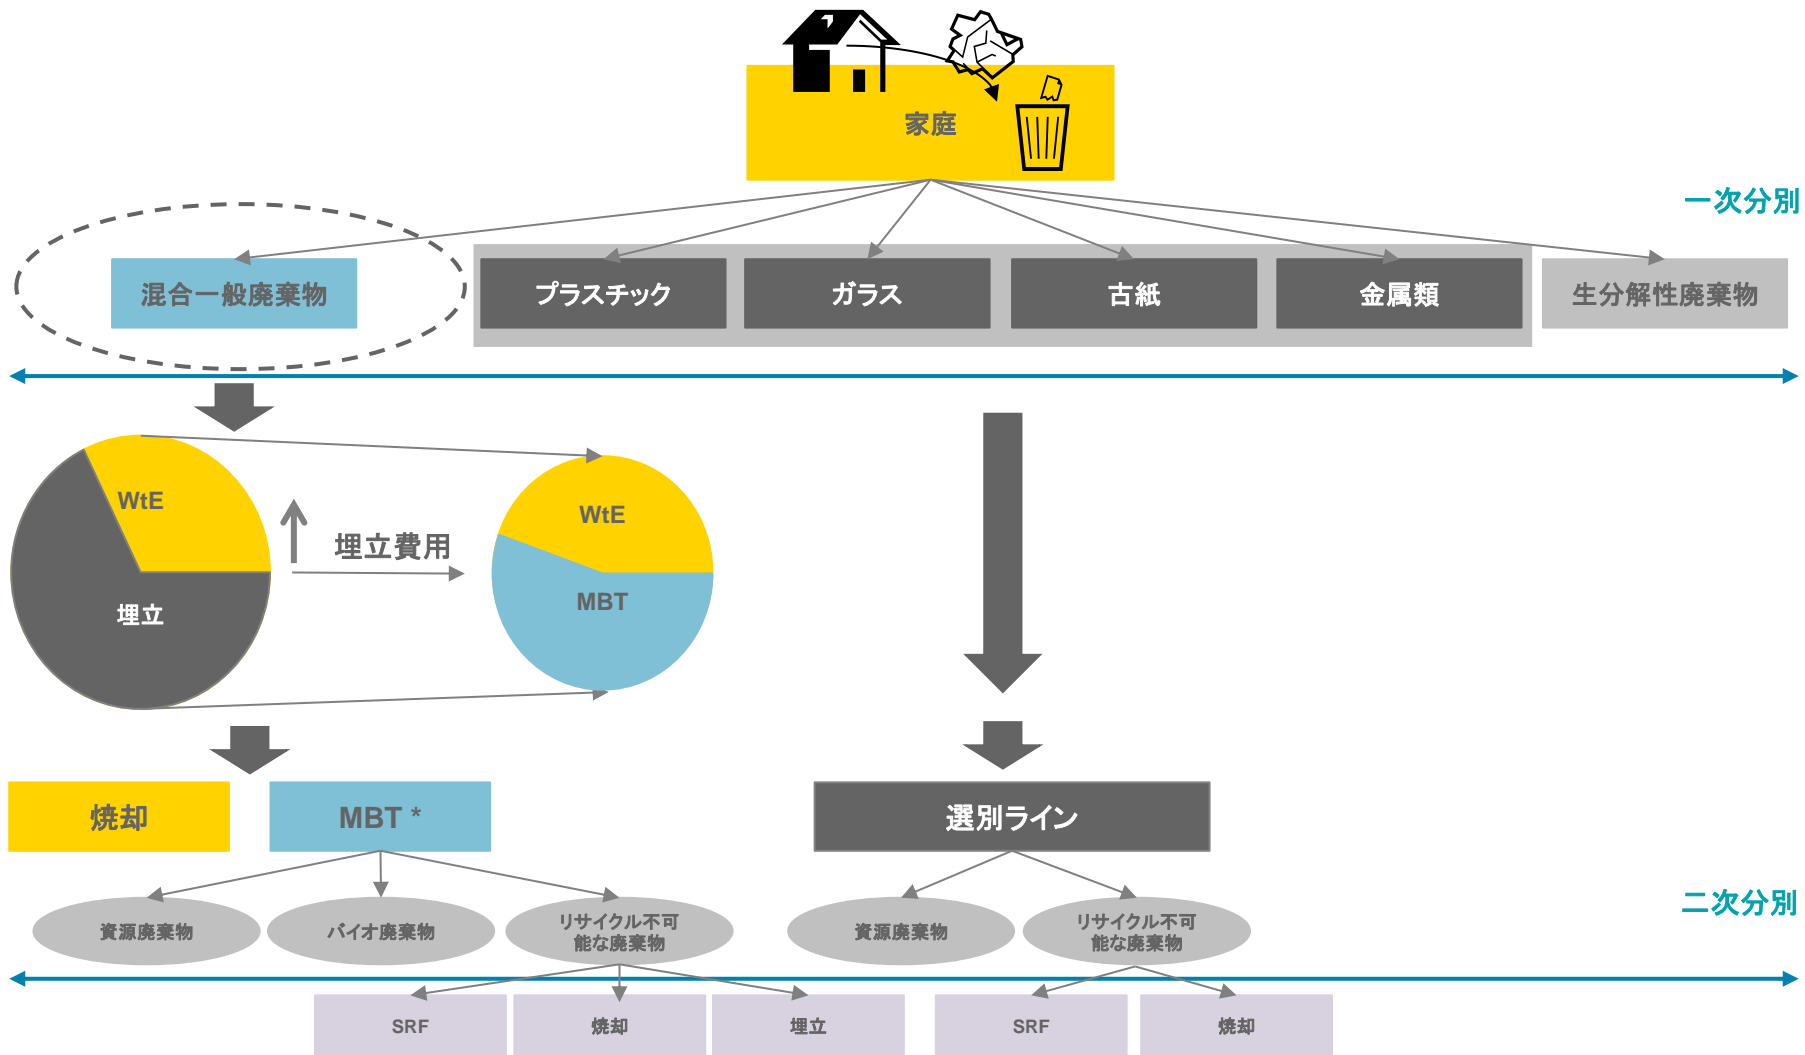 家庭
一次分別
混合一般廃棄物
プラスチック
ガラス
古紙
金属類
生分解性廃棄物
WtE
埋立
埋立費用
WtE
MBT
焼却
MBT *
選別ライン
資源廃棄物
バイオ廃棄物
リサイクル不可
能な廃棄物
資源廃棄物
リサイクル不可
能な廃棄物
二次分別
SRF
焼却
埋立
SRF
焼却